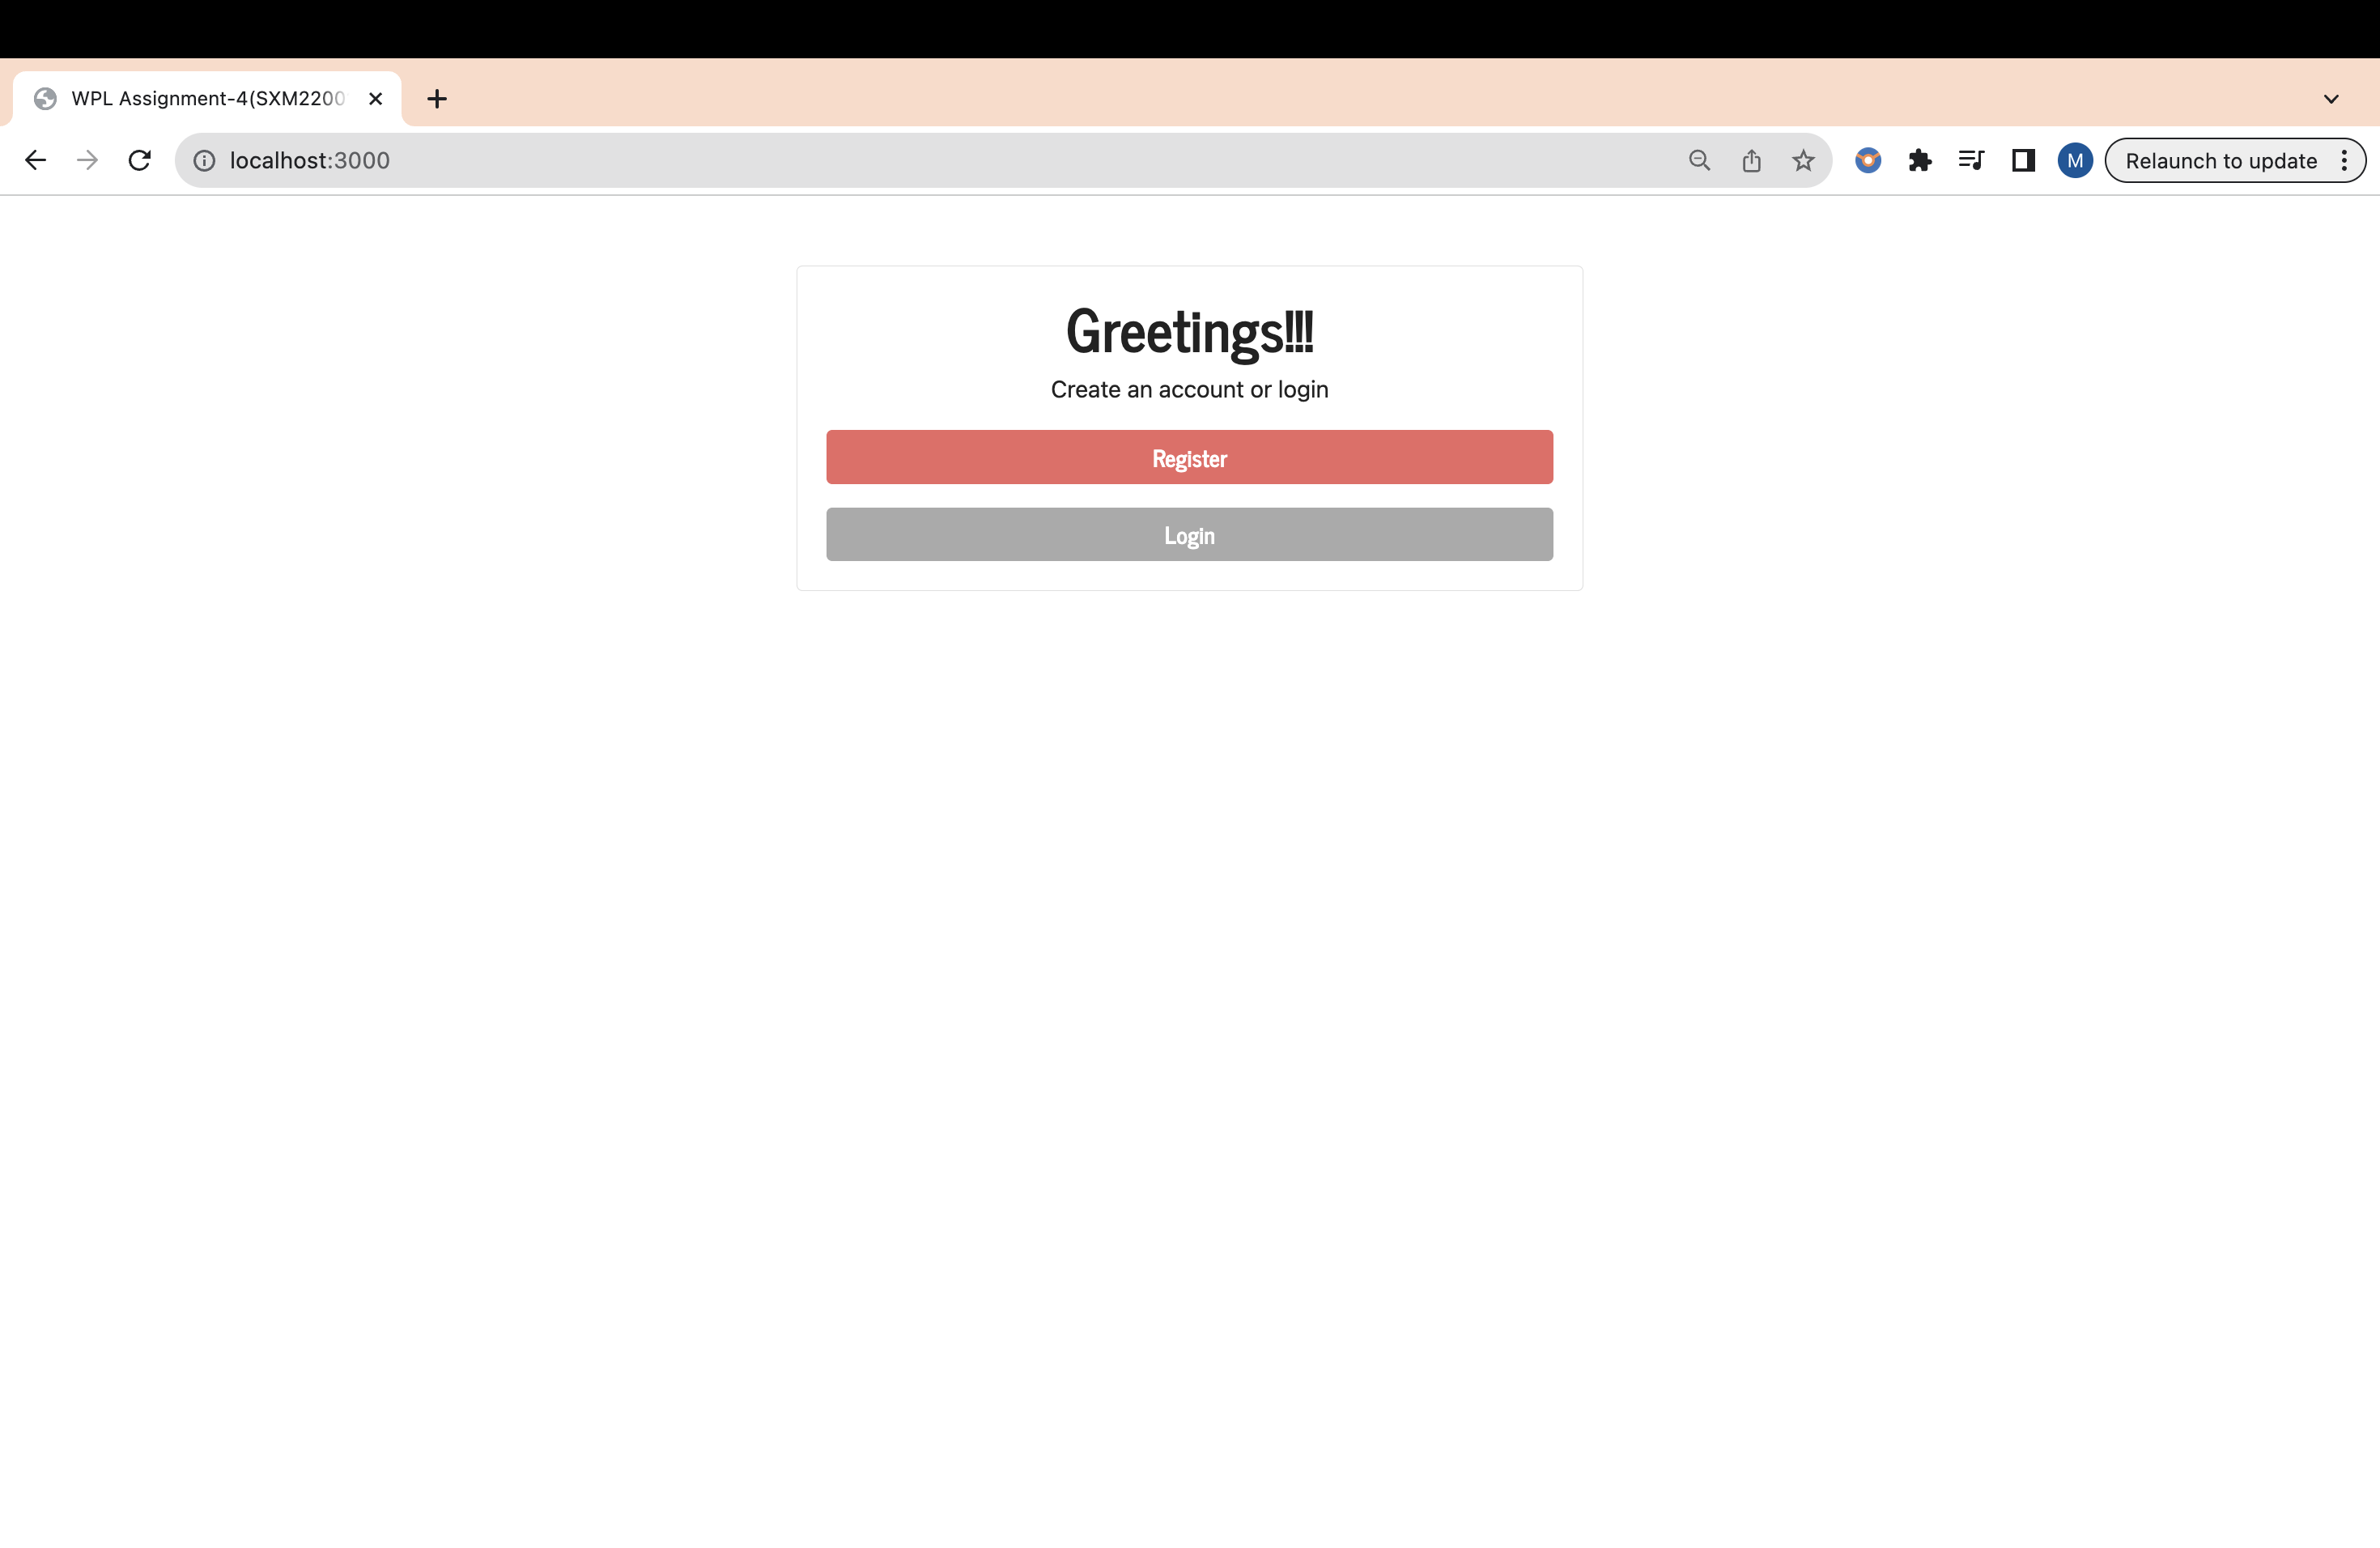 WPL Assignment-4(SXM2200
localhost:3000
M
Relaunch to update
Greetings!!!
Create an account or login
Register
Login